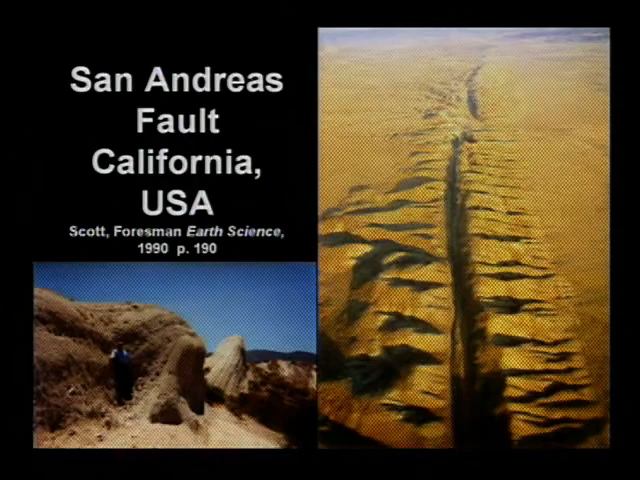 San Andreas
Fault
California,
USA
Scott, Foresman Earth Science,
1990 p. 190